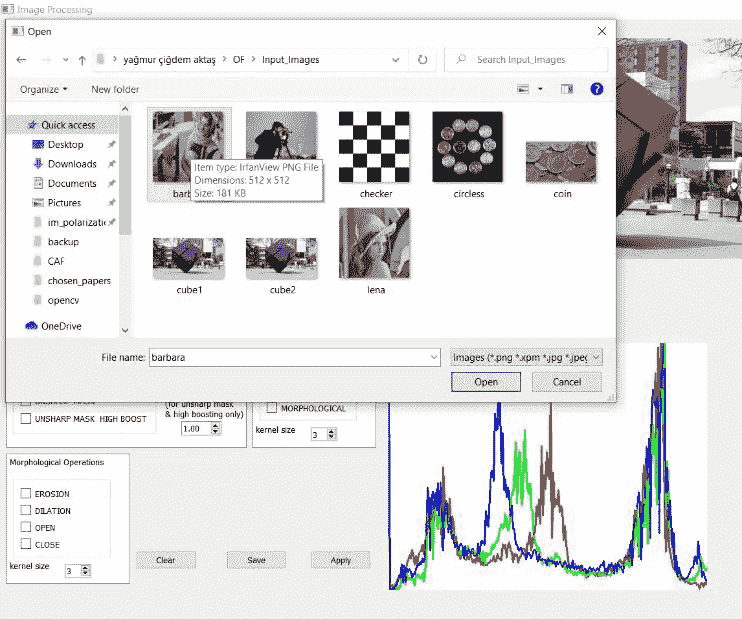 Image Processing
Open
yağmur çiğdem aktaş > OF > Input_Images
Search Input_Images
Organize
New folder
Quick access
Desktop
Downloads
Documents
Pictures
im_polarizatio
backup
CAF
chosen_papers
opencv
OneDrive
Item type: IrfanView PNG File
Dimensions: 512 x 512
Size: 181 KB
checker
circless
coin
cube1
cube2
lena
File name:
barbara
Images (*.png *.xpm *.jpg *.jpeg
Open
Cancel
UNSHARP MASK HIGH BOOST
(for unsharp mask
& high boosting only)
1.00
MORPHOLOGICAL
kernel size
3
Morphological Operations
EROSION
DILATION
OPEN
CLOSE
kernel size
3
Clear
Save
Apply